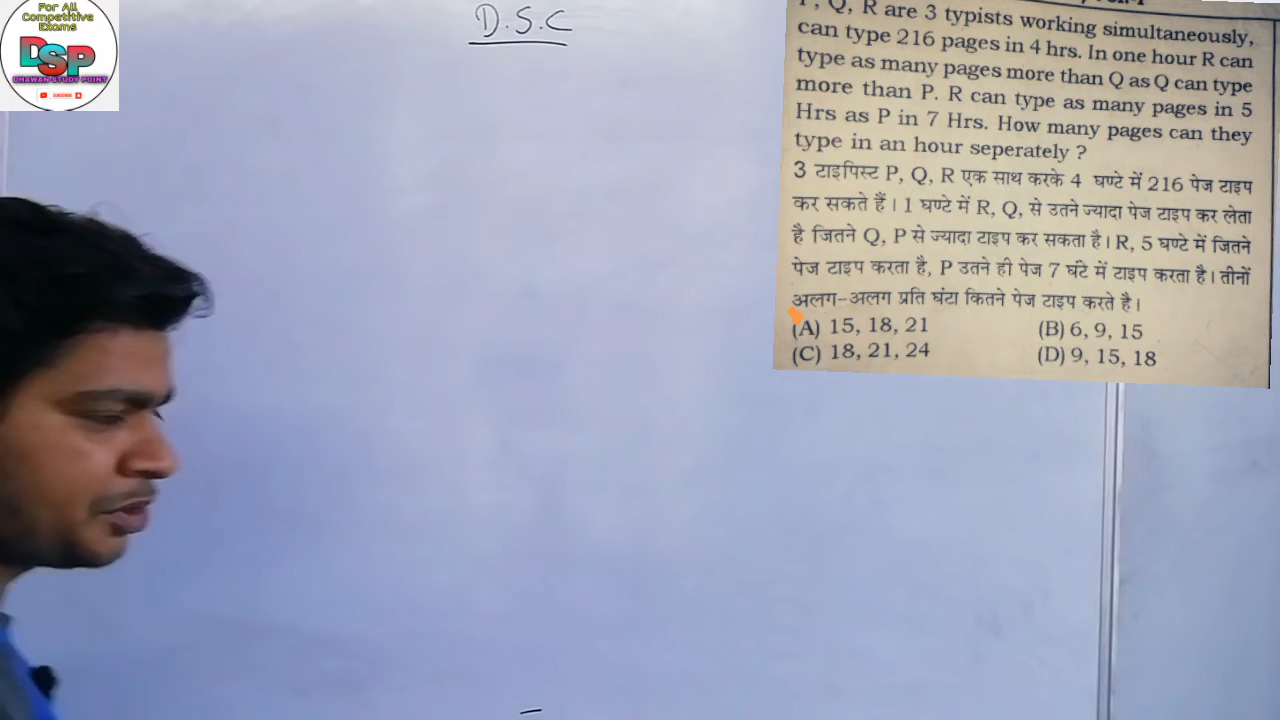 For All
Competitive
Exams
DSP
DHAWAN STUDY POINT
SUBSCRIBE
D.S.C
P, Q, R are 3 typists working simultaneously,
can type 216 pages in 4 hrs. In one hour R can
type as many pages more than Q as Q can type
more than P. R can type as many pages in 5
Hrs as P in 7 Hrs. How many pages can they
type in an hour seperately ?
3 टाइपिस्ट P, Q, R एक साथ करके 4 घण्टे में 216 पेज टाइप
कर सकते हैं। 1 घण्टे में R, Q, से उतने ज्यादा पेज टाइप कर लेता
है जितने Q, P से ज्यादा टाइप कर सकता है। R, 5 घण्टे में जितने
पेज टाइप करता है, P उतने ही पेज 7 घंटे में टाइप करता है। तीनों
अलग-अलग प्रति घंटा कितने पेज टाइप करते है।
(A) 15, 18, 21 (B) 6, 9, 15
(C) 18, 21, 24 (D) 9, 15, 18